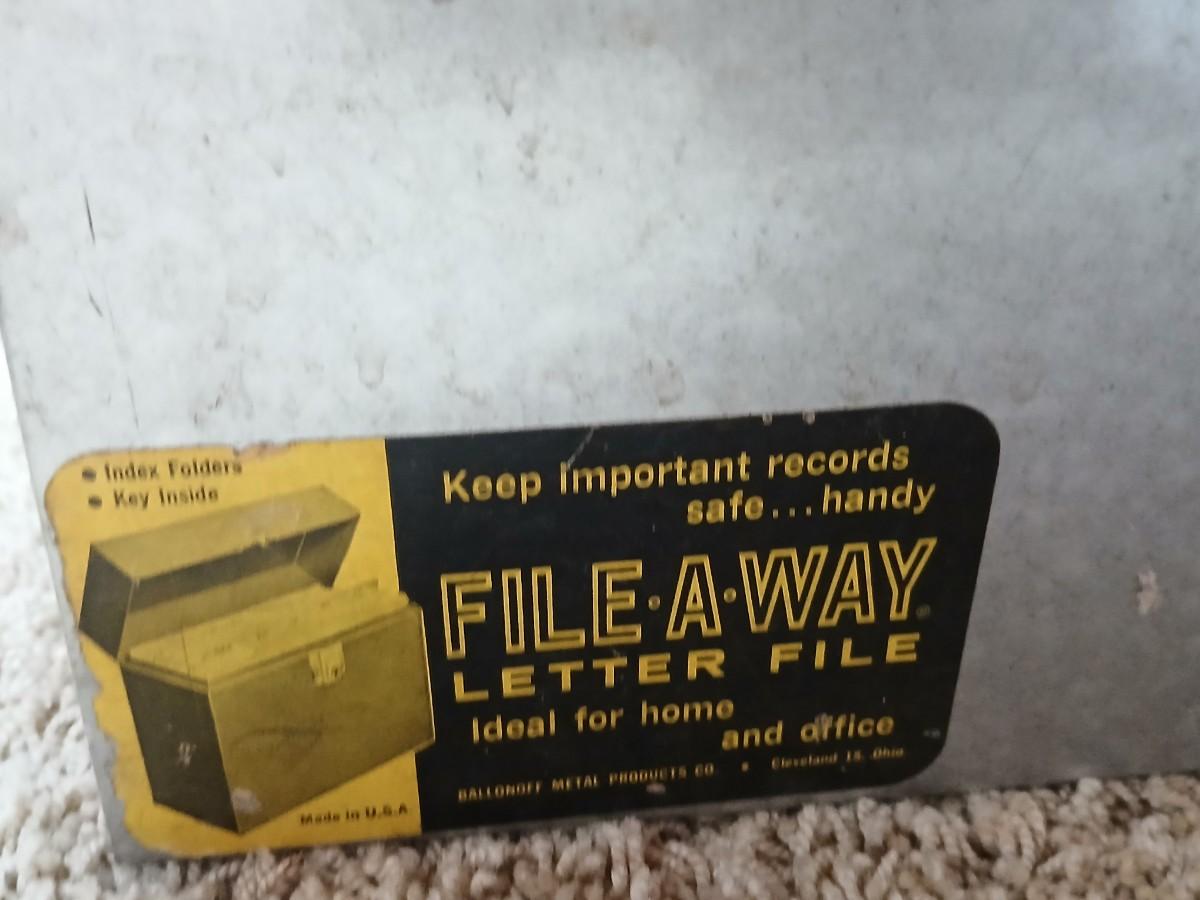 • Index Folders
• Key Inside
Made in U.S.A.
Keep important records
safe...handy
FILE·A·WAY®
LETTER FILE
Ideal for home
and office
BALLONOFF METAL PRODUCTS CO. • Cleveland 15, Ohio